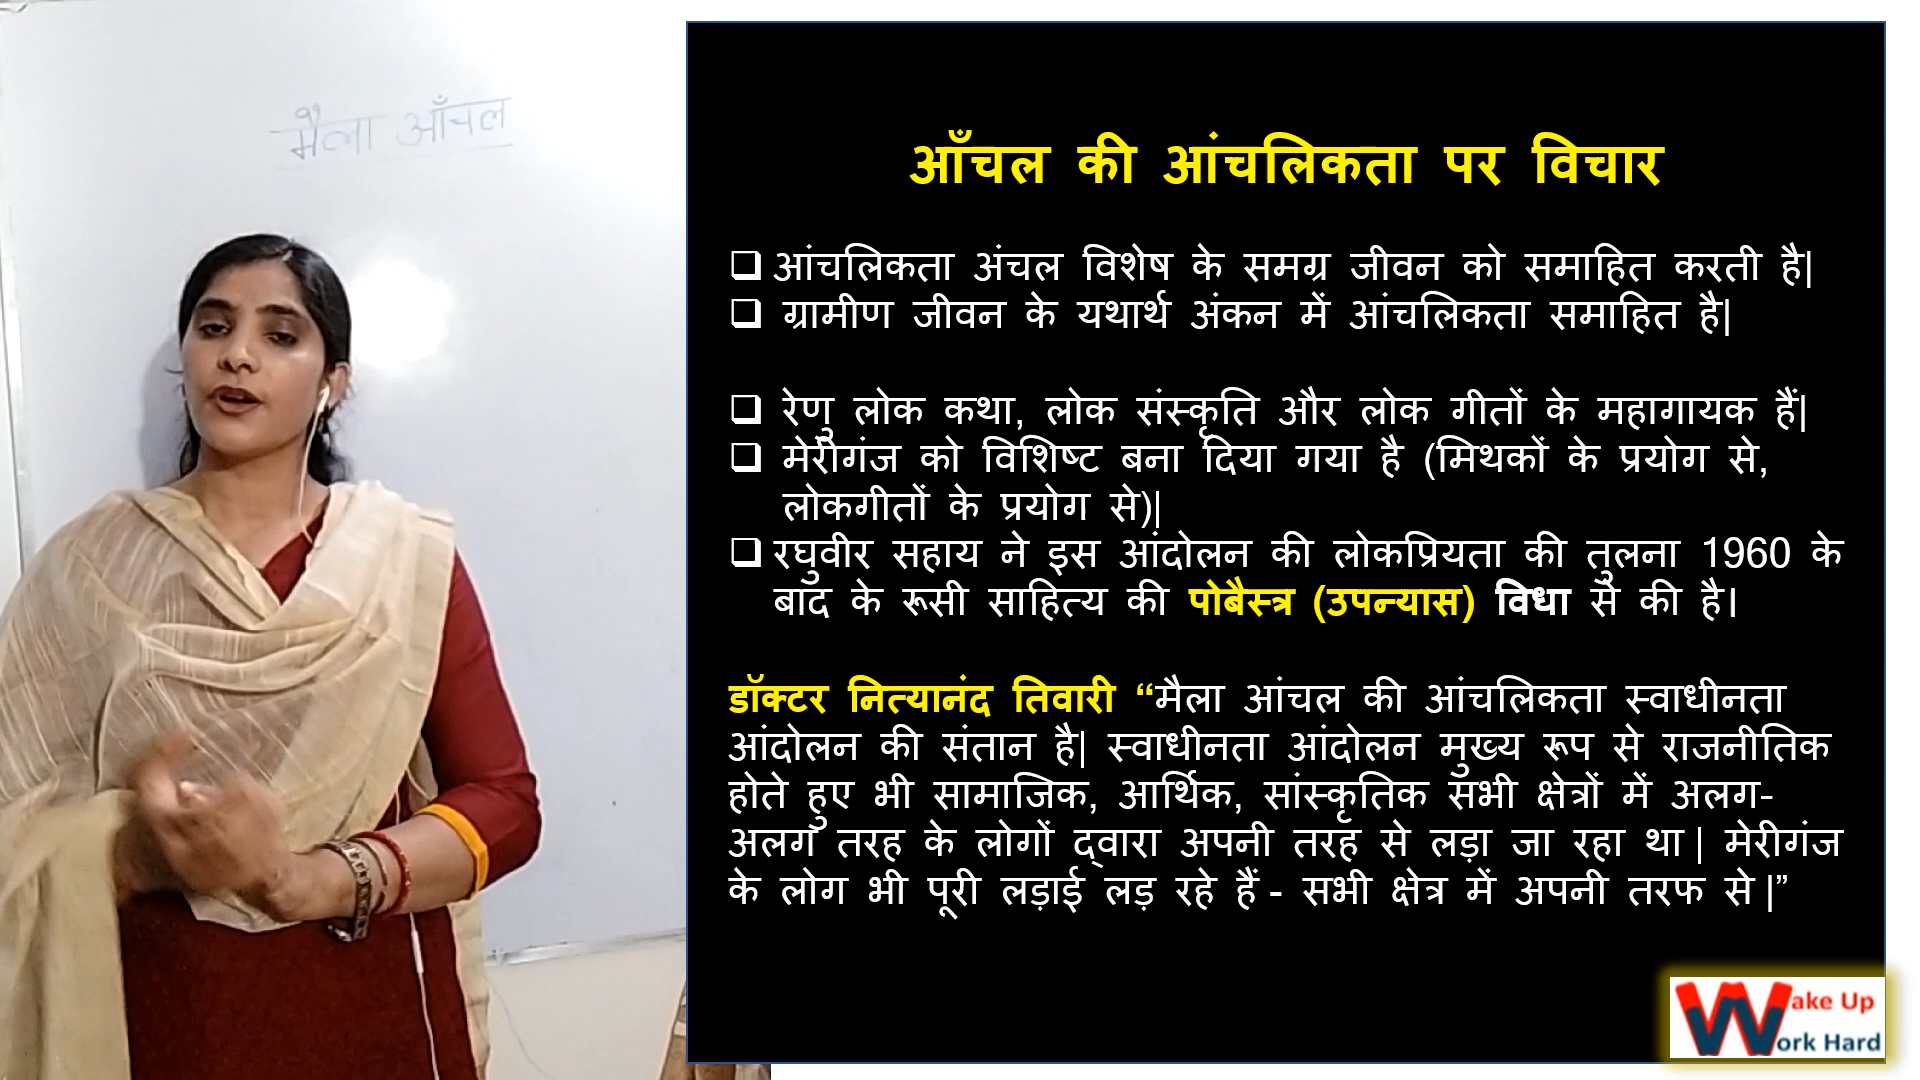 मैला आँचल
आँचल की आंचलिकता पर विचार
❑ आंचलिकता अंचल विशेष के समग्र जीवन को समाहित करती है|
❑ ग्रामीण जीवन के यथार्थ अंकन में आंचलिकता समाहित है|
❑ रेणु लोक कथा, लोक संस्कृति और लोक गीतों के महागायक हैं|
❑ मेरीगंज को विशिष्ट बना दिया गया है (मिथकों के प्रयोग से,
लोकगीतों के प्रयोग से)|
❑ रघुवीर सहाय ने इस आंदोलन की लोकप्रियता की तुलना 1960 के
बाद के रूसी साहित्य की पोबैस्त्र (उपन्यास) विधा से की है।
डॉक्टर नित्यानंद तिवारी “मैला आंचल की आंचलिकता स्वाधीनता
आंदोलन की संतान है| स्वाधीनता आंदोलन मुख्य रूप से राजनीतिक
होते हुए भी सामाजिक, आर्थिक, सांस्कृतिक सभी क्षेत्रों में अलग-
अलग तरह के लोगों द्वारा अपनी तरह से लड़ा जा रहा था| मेरीगंज
के लोग भी पूरी लड़ाई लड़ रहे हैं - सभी क्षेत्र में अपनी तरफ से|”
Wake Up
Work Hard